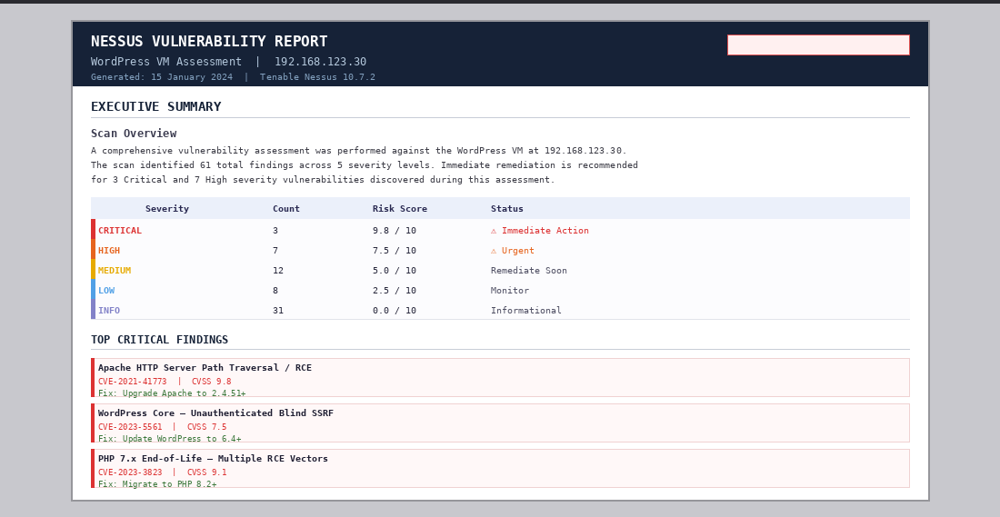 NESSUS VULNERABILITY REPORT
WordPress VM Assessment | 192.168.123.30
Generated: 15 January 2024 | Tenable Nessus 10.7.2
EXECUTIVE SUMMARY
Scan Overview
A comprehensive vulnerability assessment was performed against the WordPress VM at 192.168.123.30.
The scan identified 61 total findings across 5 severity levels. Immediate remediation is recommended
for 3 Critical and 7 High severity vulnerabilities discovered during this assessment.
Severity Count Risk Score Status
CRITICAL 3 9.8 / 10 ⚠ Immediate Action
HIGH 7 7.5 / 10 ⚠ Urgent
MEDIUM 12 5.0 / 10 Remediate Soon
LOW 8 2.5 / 10 Monitor
INFO 31 0.0 / 10 Informational
TOP CRITICAL FINDINGS
Apache HTTP Server Path Traversal / RCE
CVE-2021-41773 | CVSS 9.8
Fix: Upgrade Apache to 2.4.51+
WordPress Core — Unauthenticated Blind SSRF
CVE-2023-5561 | CVSS 7.5
Fix: Update WordPress to 6.4+
PHP 7.x End-of-Life — Multiple RCE Vectors
CVE-2023-3823 | CVSS 9.1
Fix: Migrate to PHP 8.2+